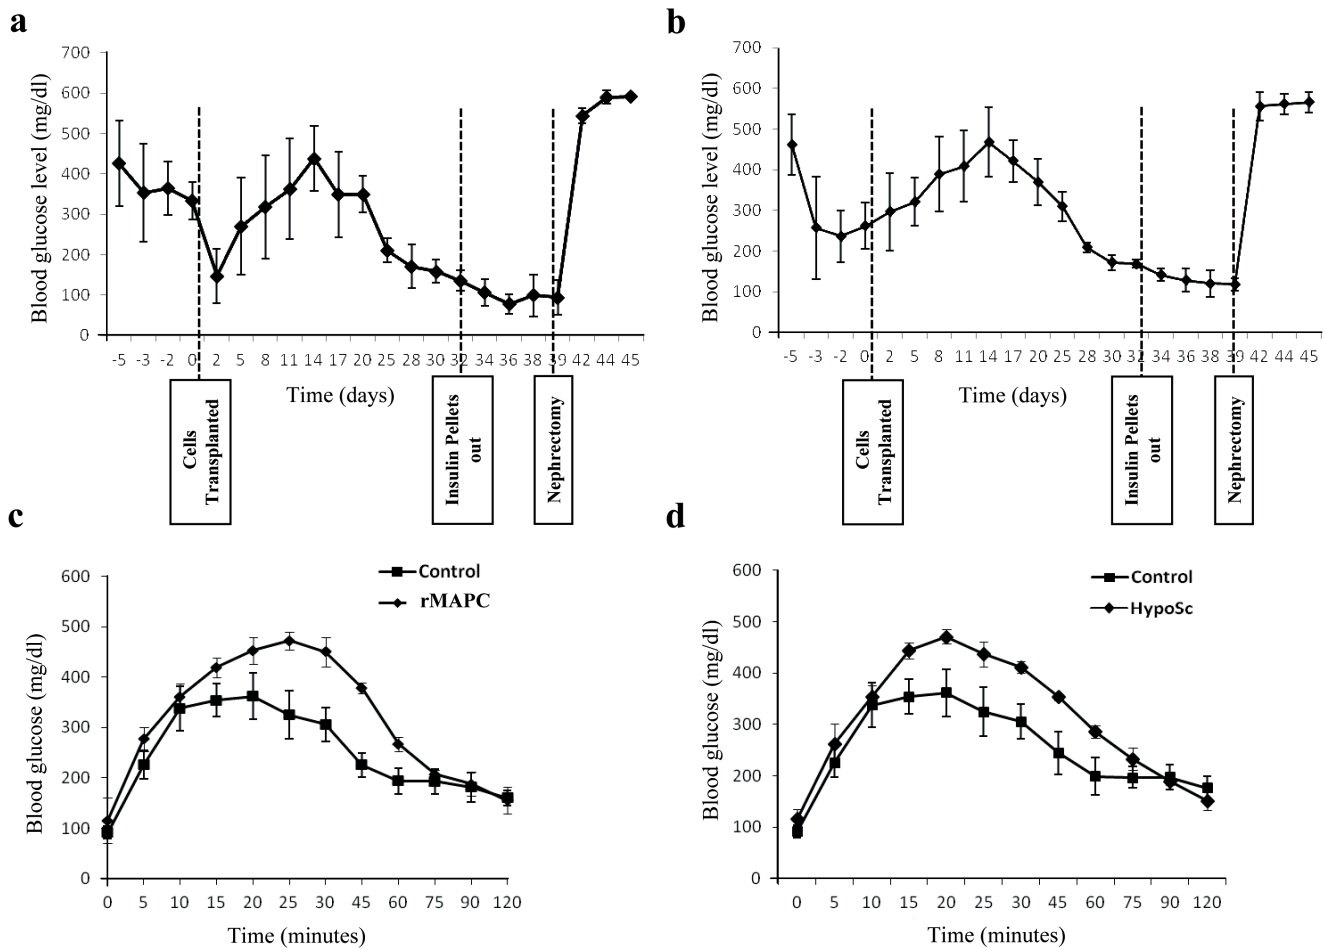 a
Blood glucose level (mg/dl)
700
600
500
400
300
200
100
0
-5 -3 -2 0 2 5 8 11 14 17 20 25 28 30 32 34 36 38 39 42 44 45
Time (days)
Cells
Transplanted
Insulin Pellets
out
Nephrectomy
b
Blood glucose level (mg/dl)
700
600
500
400
300
200
100
0
-5 -3 -2 0 2 5 8 11 14 17 20 25 28 30 32 34 36 38 39 42 44 45
Time (days)
Cells
Transplanted
Insulin Pellets
out
Nephrectomy
c
Blood glucose (mg/dl)
600
500
400
300
200
100
0
Control
rMAPC
0 5 10 15 20 25 30 45 60 75 90 120
Time (minutes)
d
Blood glucose (mg/dl)
600
500
400
300
200
100
0
Control
HypoSc
0 5 10 15 20 25 30 45 60 75 90 120
Time (minutes)